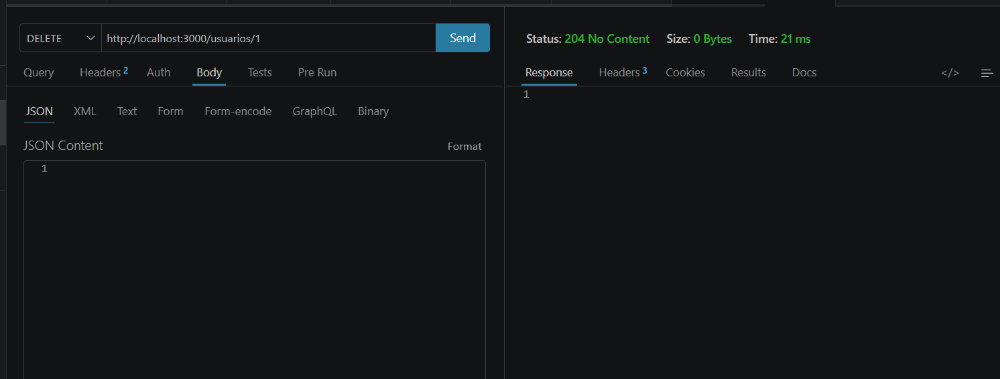 DELETE http://localhost:3000/usuarios/1 Send
Query Headers 2 Auth Body Tests Pre Run
JSON XML Text Form Form-encode GraphQL Binary
JSON Content Format
1
Status: 204 No Content Size: 0 Bytes Time: 21 ms
Response Headers 3 Cookies Results Docs </>
1